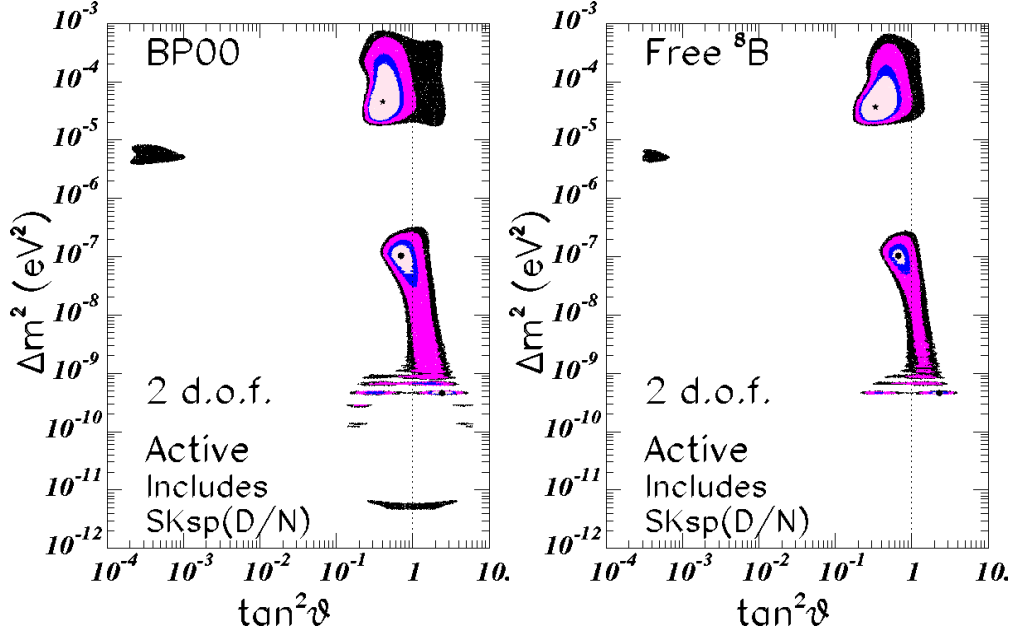 BP00
Free ⁸B
10⁻³
10⁻⁴
10⁻⁵
10⁻⁶
10⁻⁷
10⁻⁸
10⁻⁹
10⁻¹⁰
10⁻¹¹
10⁻¹²
Δm² (eV²)
2 d.o.f.
Active
Includes
SKsp(D/N)
10⁻⁴
10⁻³
10⁻²
10⁻¹
1
10.
tan²ϑ
10⁻³
10⁻⁴
10⁻⁵
10⁻⁶
10⁻⁷
10⁻⁸
10⁻⁹
10⁻¹⁰
10⁻¹¹
10⁻¹²
Δm² (eV²)
2 d.o.f.
Active
Includes
SKsp(D/N)
10⁻⁴
10⁻³
10⁻²
10⁻¹
1
10.
tan²ϑ